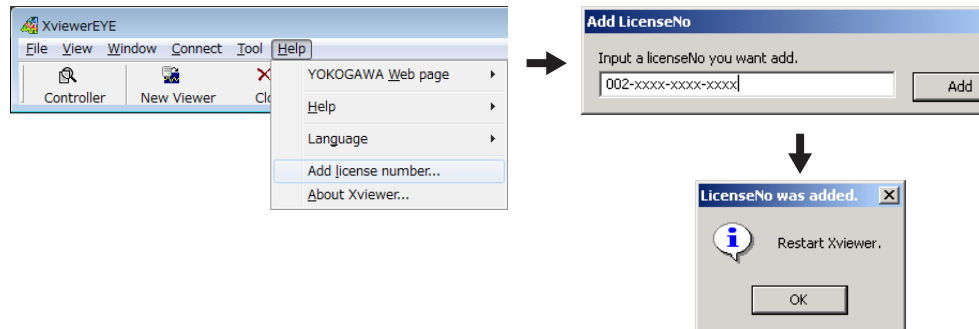 XviewerEYE
File View Window Connect Tool Help
Controller New Viewer
YOKOGAWA Web page
Help
Language
Add license number...
About Xviewer...
Add LicenseNo
Input a licenseNo you want add.
002-xxxx-xxxx-xxxx
Add
LicenseNo was added.
Restart Xviewer.
OK